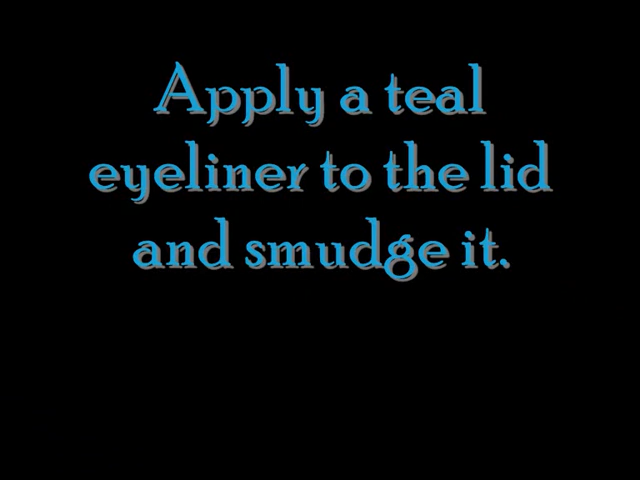 Apply a teal
eyeliner to the lid
and smudge it.